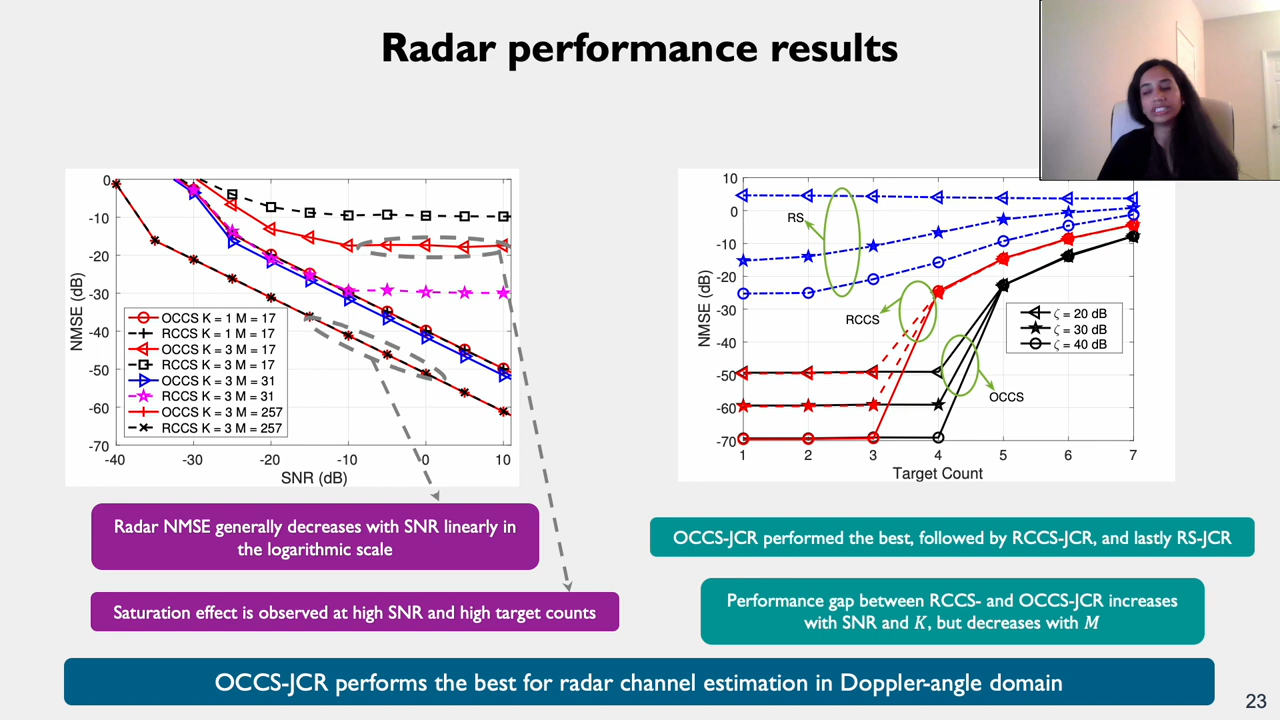 Radar performance results
0
-10
-20
-30
-40
-50
-60
-70
NMSE (dB)
OCCS K = 1 M = 17
RCCS K = 1 M = 17
OCCS K = 3 M = 17
RCCS K = 3 M = 17
OCCS K = 3 M = 31
RCCS K = 3 M = 31
OCCS K = 3 M = 257
RCCS K = 3 M = 257
-40 -30 -20 -10 0 10
SNR (dB)
10
0
-10
-20
-30
-40
-50
-60
-70
NMSE (dB)
RS
RCCS
OCCS
ζ = 20 dB
ζ = 30 dB
ζ = 40 dB
1 2 3 4 5 6 7
Target Count
Radar NMSE generally decreases with SNR linearly in
the logarithmic scale
Saturation effect is observed at high SNR and high target counts
OCCS-JCR performed the best, followed by RCCS-JCR, and lastly RS-JCR
Performance gap between RCCS- and OCCS-JCR increases
with SNR and K, but decreases with M
OCCS-JCR performs the best for radar channel estimation in Doppler-angle domain
23